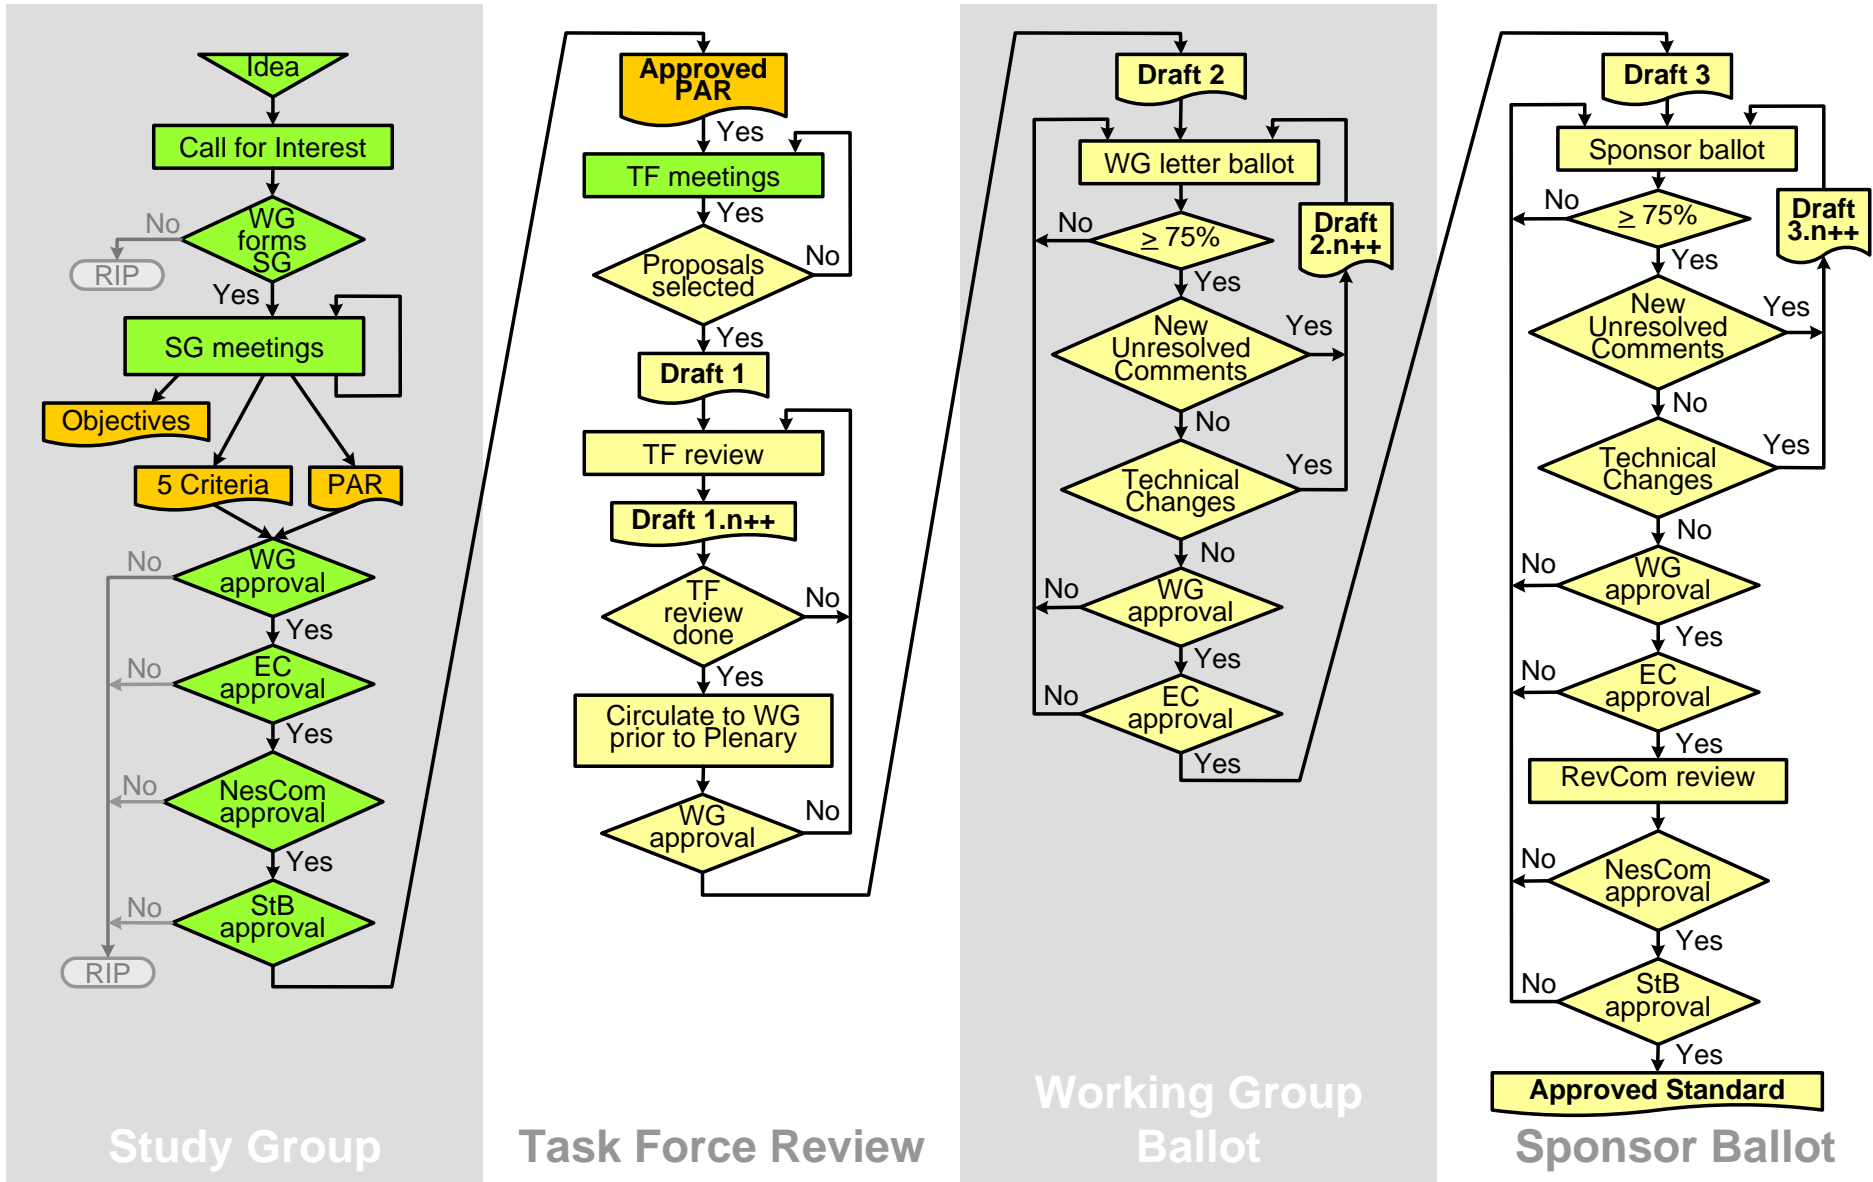 Idea
Call for Interest
WG
forms
SG
No
RIP
Yes
SG meetings
Objectives
5 Criteria
PAR
WG
approval
No
Yes
EC
approval
No
Yes
NesCom
approval
No
Yes
StB
approval
No
RIP
Study Group
Approved
PAR
Yes
TF meetings
Yes
Proposals
selected
No
Yes
Draft 1
TF review
Draft 1.n++
TF
review
done
No
Yes
Circulate to WG
prior to Plenary
WG
approval
No
Task Force Review
Draft 2
WG letter ballot
No
≥ 75%
Draft
2.n++
Yes
New
Unresolved
Comments
Yes
No
Technical
Changes
Yes
No
WG
approval
No
Yes
EC
approval
No
Yes
Working Group
Ballot
Draft 3
Sponsor ballot
No
≥ 75%
Draft
3.n++
Yes
New
Unresolved
Comments
Yes
No
Technical
Changes
Yes
No
WG
approval
No
Yes
EC
approval
No
Yes
RevCom review
NesCom
approval
No
Yes
StB
approval
No
Yes
Approved Standard
Sponsor Ballot